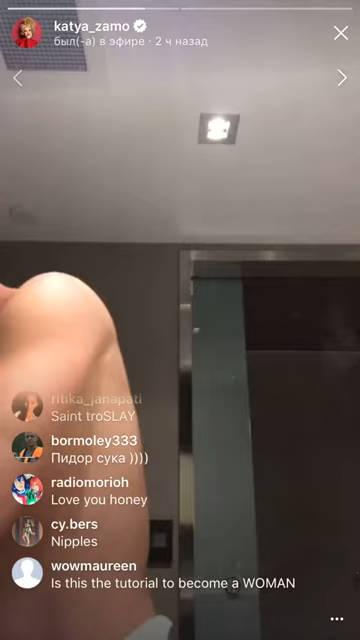 katya_zamo
был(-а) в эфире · 2 ч назад
ritika_janapati
Saint troSLAY
bormoley333
Пидор сука ))))
radiomorioh
Love you honey
cy.bers
Nipples
wowmaureen
Is this the tutorial to become a WOMAN